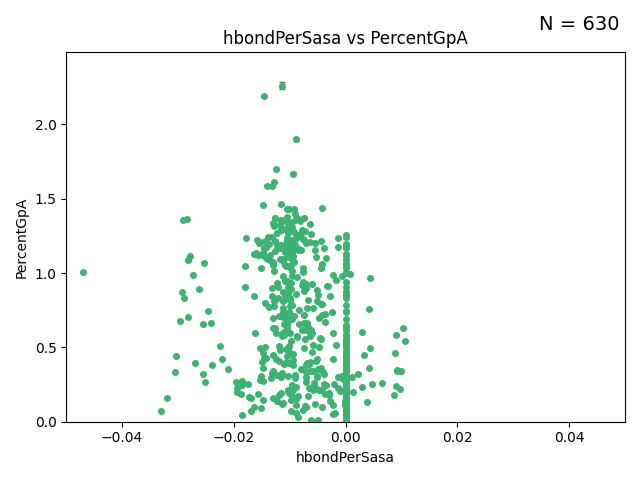 N = 630
hbondPerSasa vs PercentGpA
PercentGpA
2.0
1.5
1.0
0.5
0.0
−0.04 −0.02 0.00 0.02 0.04
hbondPerSasa